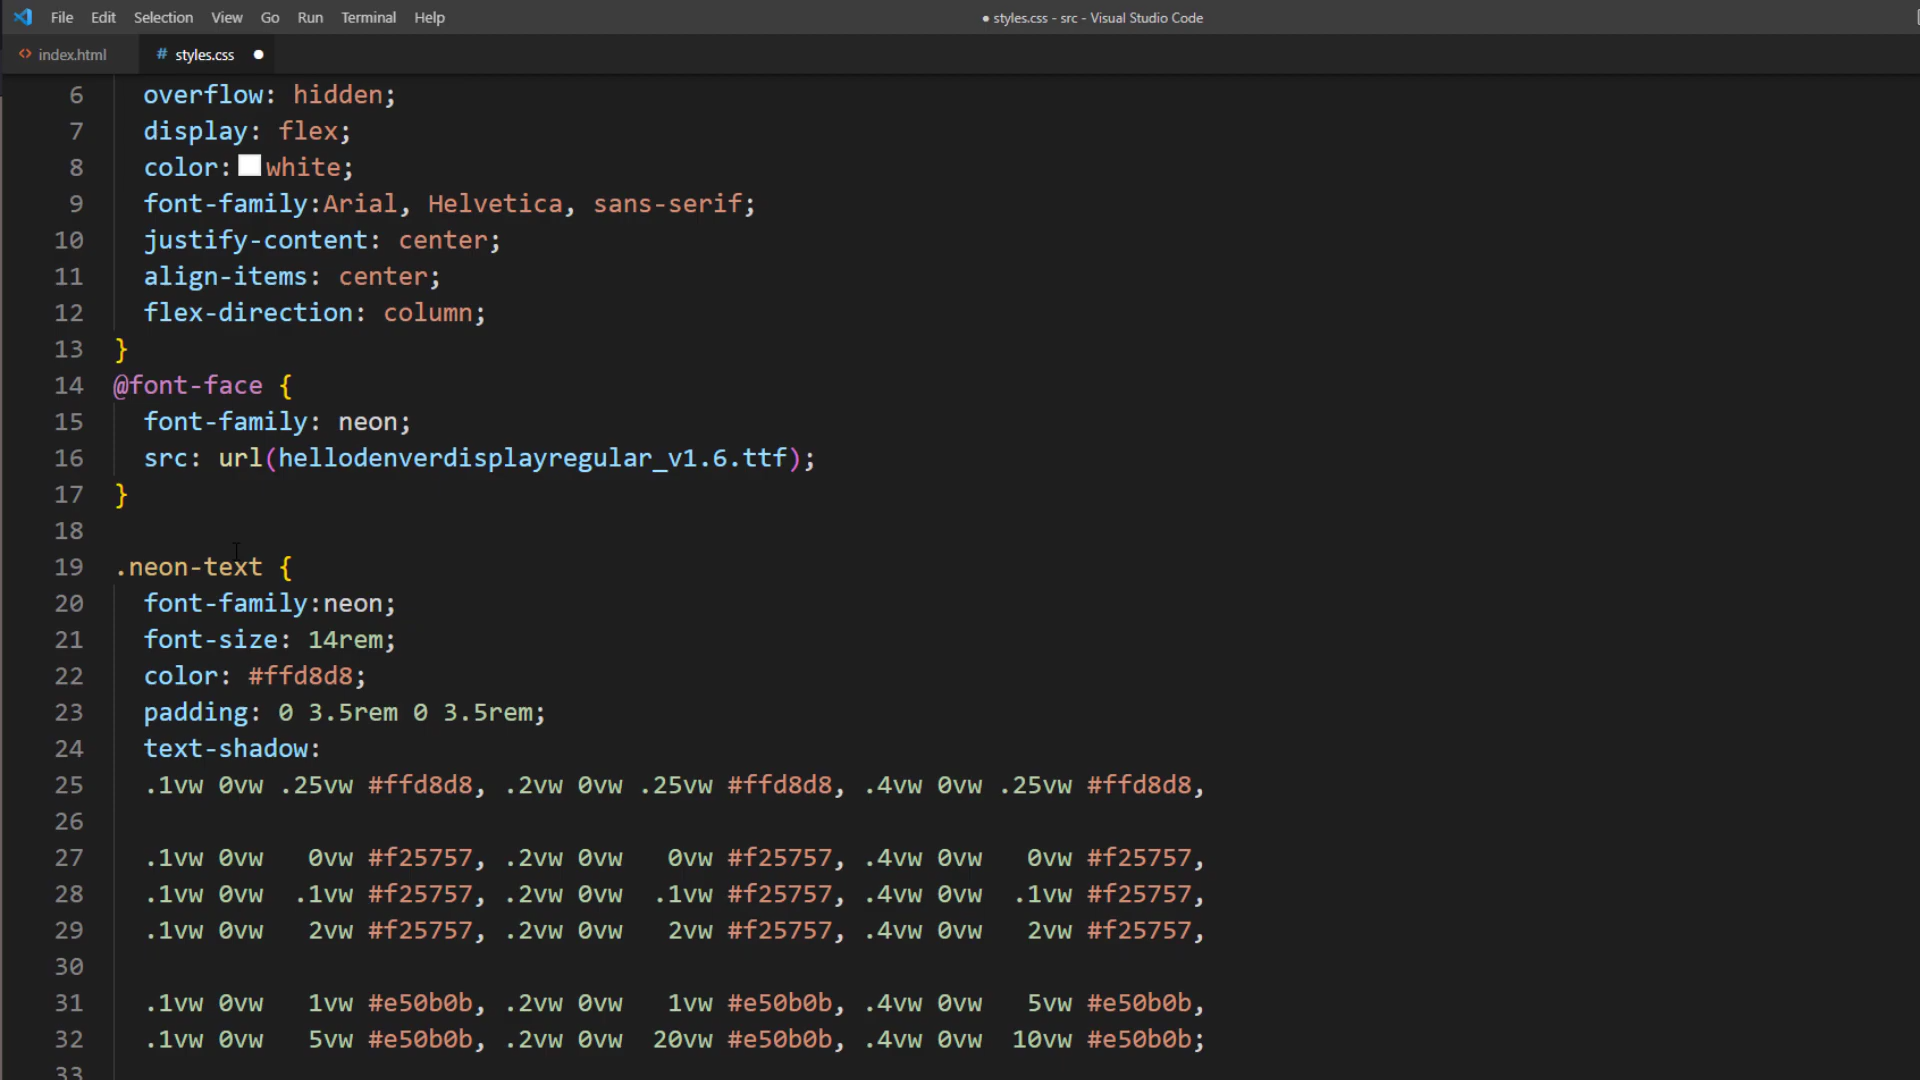 File Edit Selection View Go Run Terminal Help
● styles.css - src - Visual Studio Code
<> index.html # styles.css ●
6 overflow: hidden;
7 display: flex;
8 color: white;
9 font-family:Arial, Helvetica, sans-serif;
10 justify-content: center;
11 align-items: center;
12 flex-direction: column;
13 }
14 @font-face {
15 font-family: neon;
16 src: url(hellodenverdisplayregular_v1.6.ttf);
17 }
18
19 .neon-text {
20 font-family:neon;
21 font-size: 14rem;
22 color: #ffd8d8;
23 padding: 0 3.5rem 0 3.5rem;
24 text-shadow:
25 .1vw 0vw .25vw #ffd8d8, .2vw 0vw .25vw #ffd8d8, .4vw 0vw .25vw #ffd8d8,
26
27 .1vw 0vw 0vw #f25757, .2vw 0vw 0vw #f25757, .4vw 0vw 0vw #f25757,
28 .1vw 0vw .1vw #f25757, .2vw 0vw .1vw #f25757, .4vw 0vw .1vw #f25757,
29 .1vw 0vw 2vw #f25757, .2vw 0vw 2vw #f25757, .4vw 0vw 2vw #f25757,
30
31 .1vw 0vw 1vw #e50b0b, .2vw 0vw 1vw #e50b0b, .4vw 0vw 5vw #e50b0b,
32 .1vw 0vw 5vw #e50b0b, .2vw 0vw 20vw #e50b0b, .4vw 0vw 10vw #e50b0b;
33